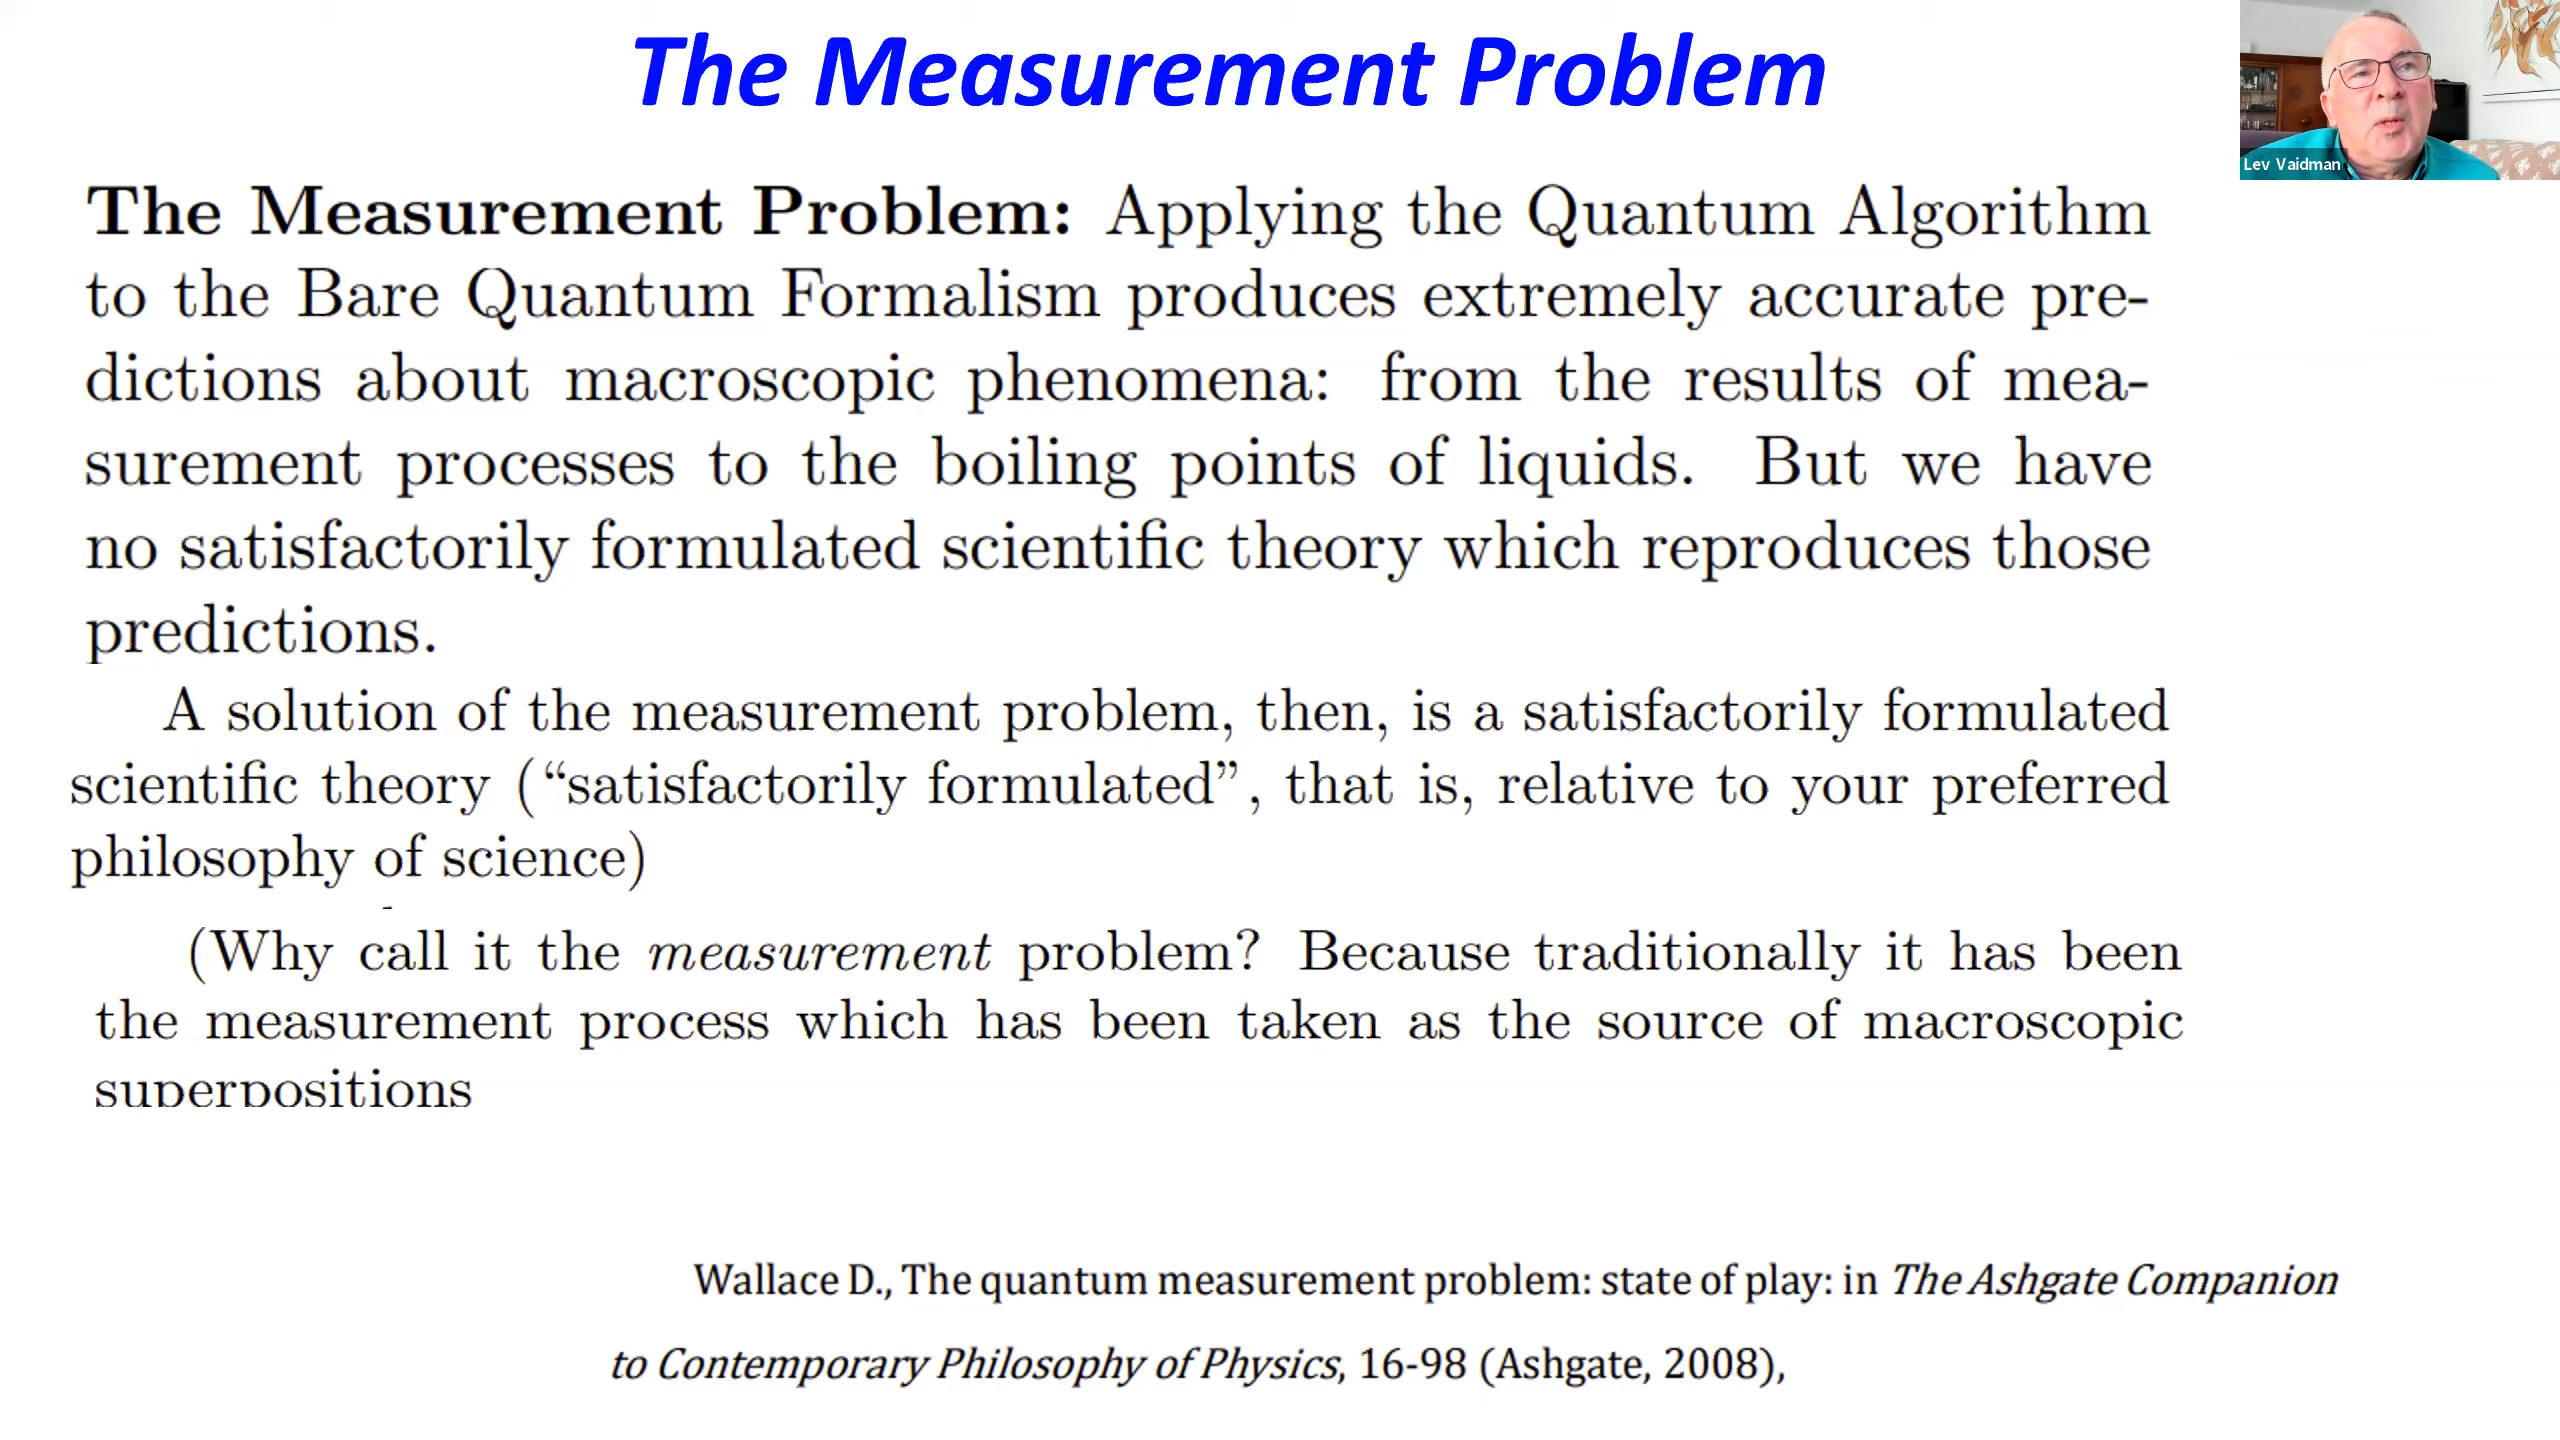 The Measurement Problem
Lev Vaidman
The Measurement Problem: Applying the Quantum Algorithm
to the Bare Quantum Formalism produces extremely accurate pre-
dictions about macroscopic phenomena: from the results of mea-
surement processes to the boiling points of liquids. But we have
no satisfactorily formulated scientific theory which reproduces those
predictions.
A solution of the measurement problem, then, is a satisfactorily formulated
scientific theory (“satisfactorily formulated”, that is, relative to your preferred
philosophy of science)
(Why call it the measurement problem? Because traditionally it has been
the measurement process which has been taken as the source of macroscopic
superpositions
Wallace D., The quantum measurement problem: state of play: in The Ashgate Companion
to Contemporary Philosophy of Physics, 16-98 (Ashgate, 2008),